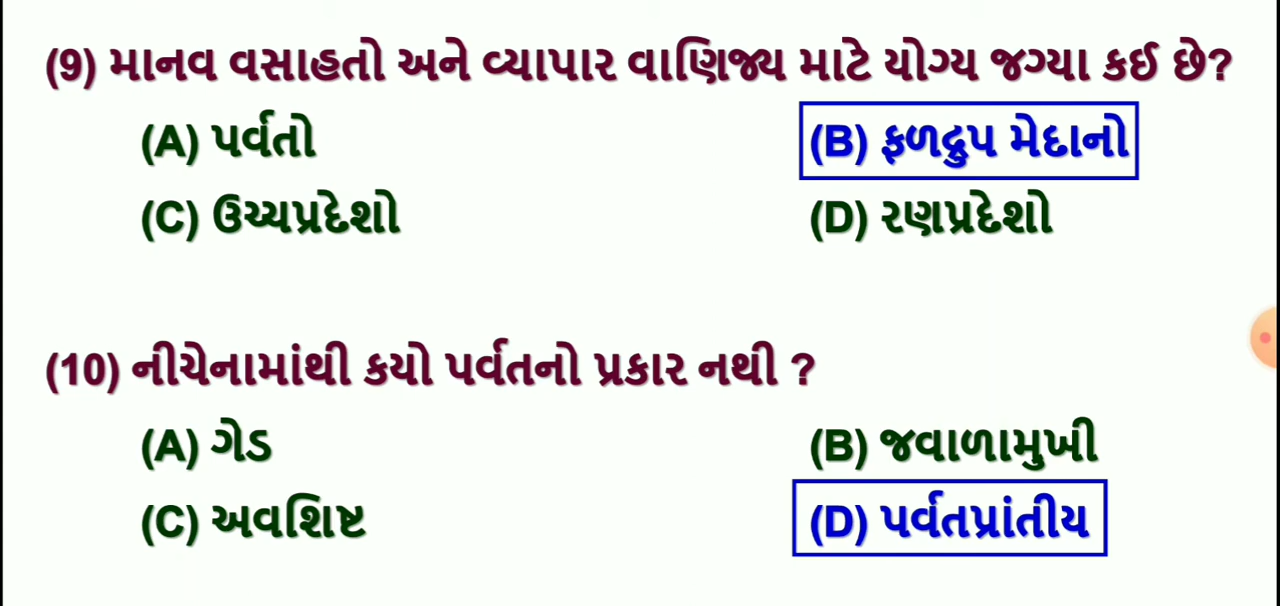 (9) માનવ વસાહતો અને વ્યાપાર વાણિજ્ય માટે યોગ્ય જગ્યા કઈ છે?
(A) પર્વતો (B) ફળદ્રુપ મેદાનો
(C) ઉચ્ચપ્રદેશો (D) રણપ્રદેશો
(10) નીચેનામાંથી કયો પર્વતનો પ્રકાર નથી ?
(A) ગેડ (B) જવાળામુખી
(C) અવશિષ્ટ (D) પર્વતપ્રાંતીય